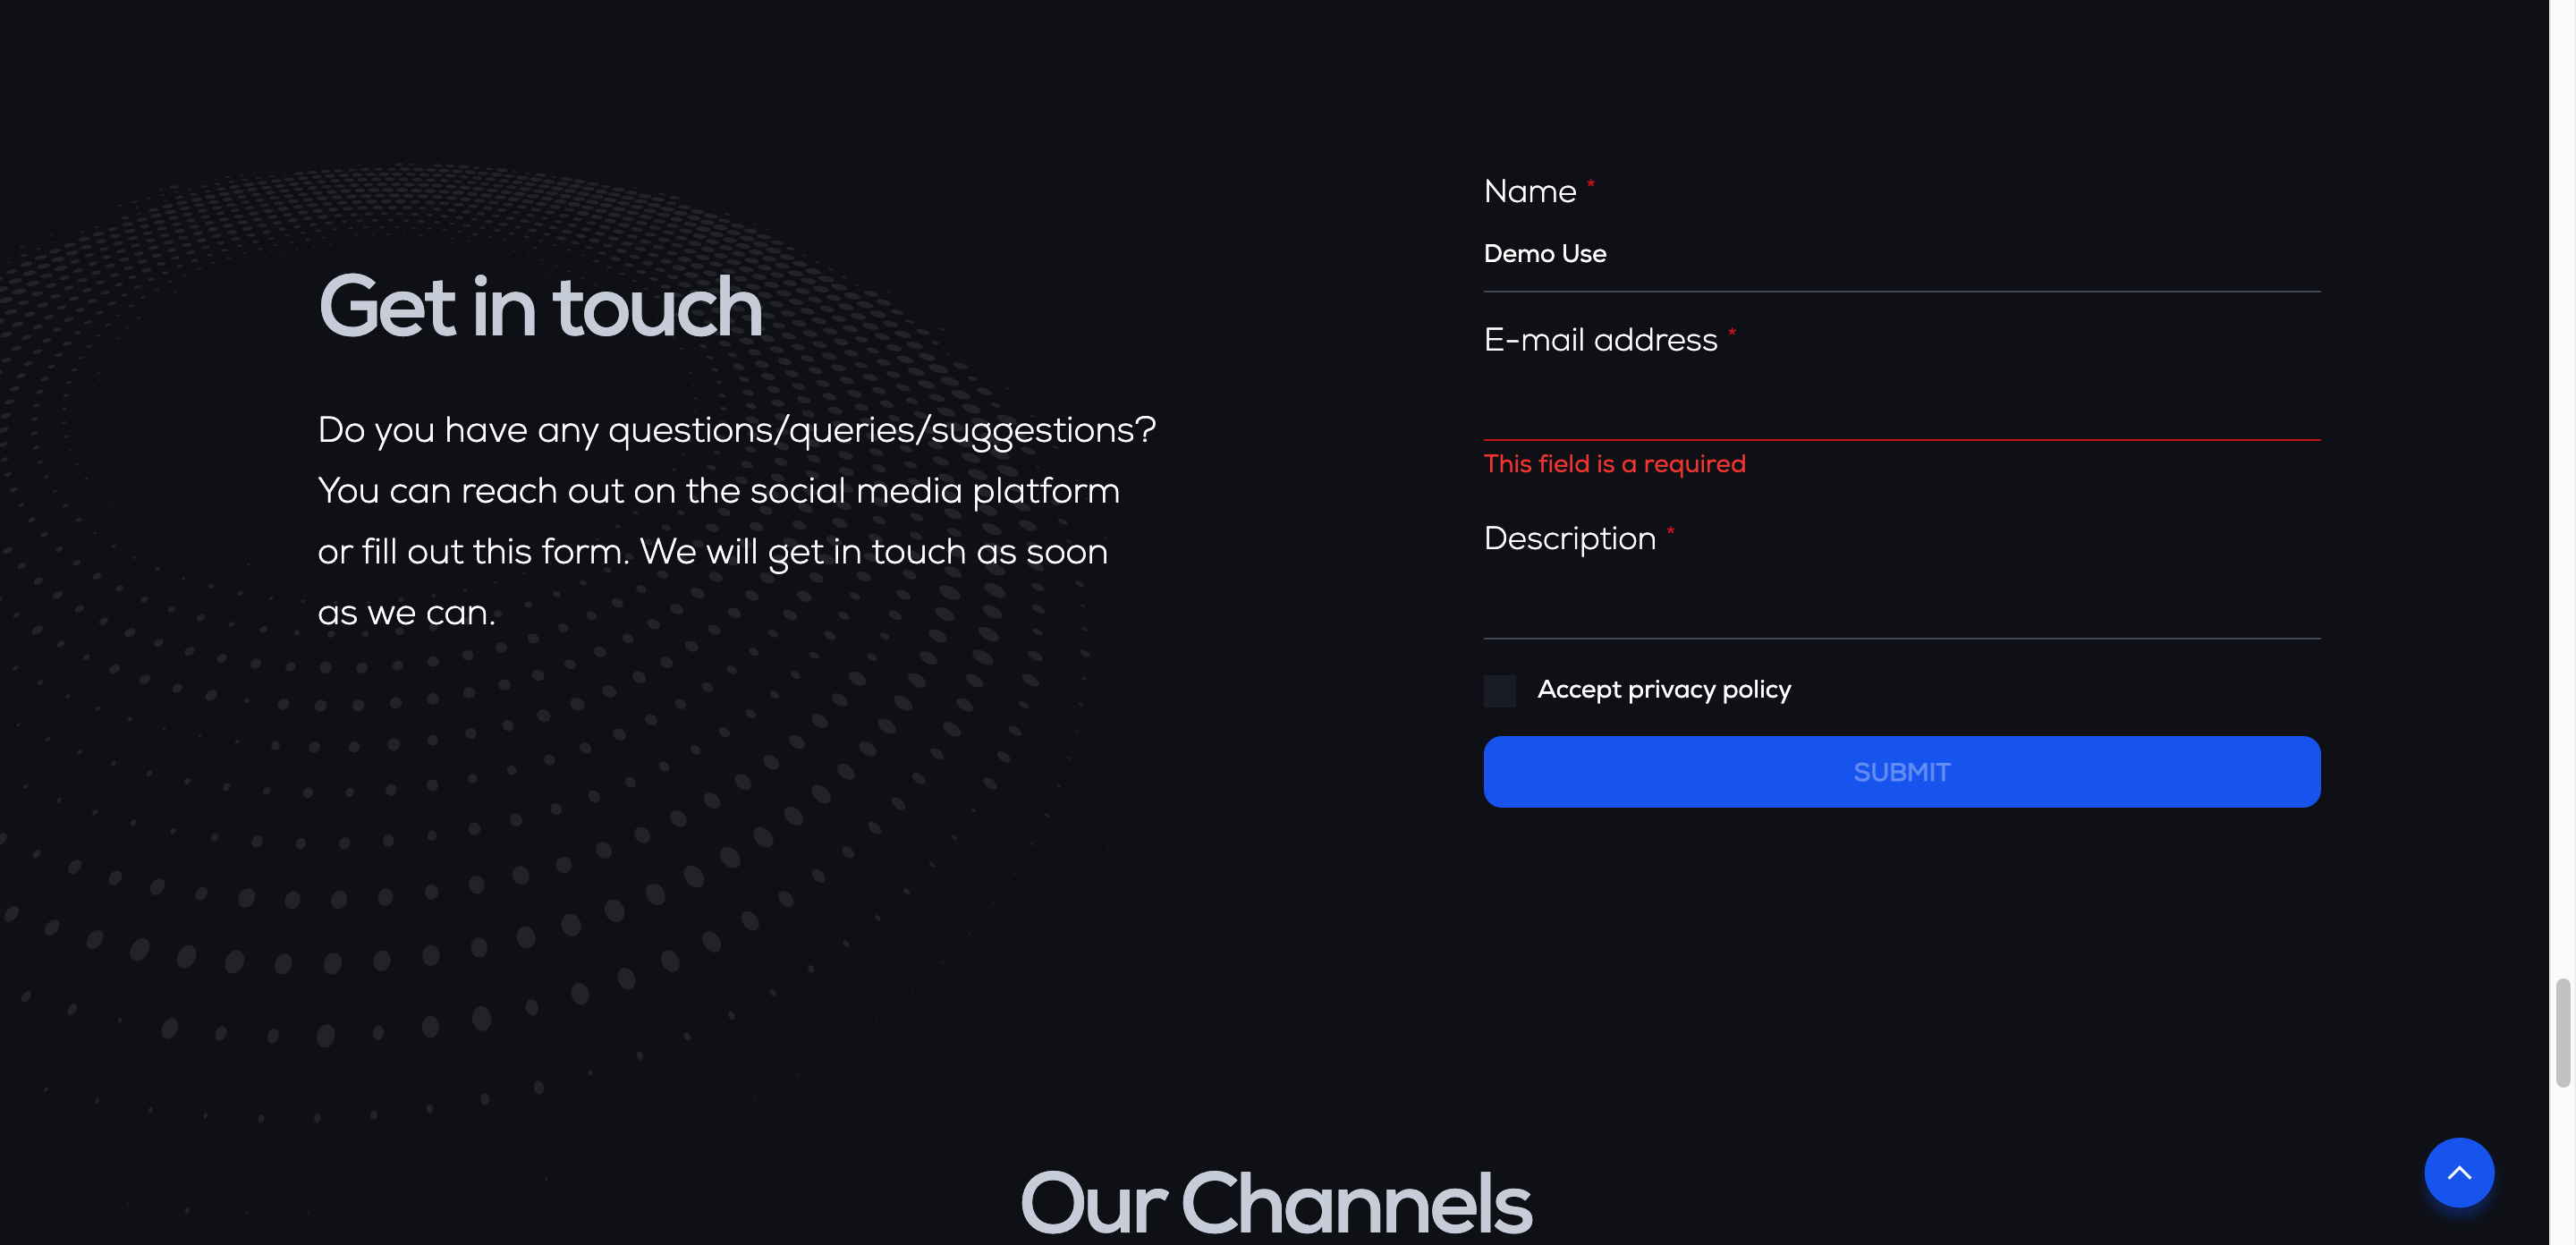 Get in touch
Do you have any questions/queries/suggestions?
You can reach out on the social media platform
or fill out this form. We will get in touch as soon
as we can.
Name *
Demo Use
E-mail address *
This field is a required
Description *
Accept privacy policy
SUBMIT
Our Channels